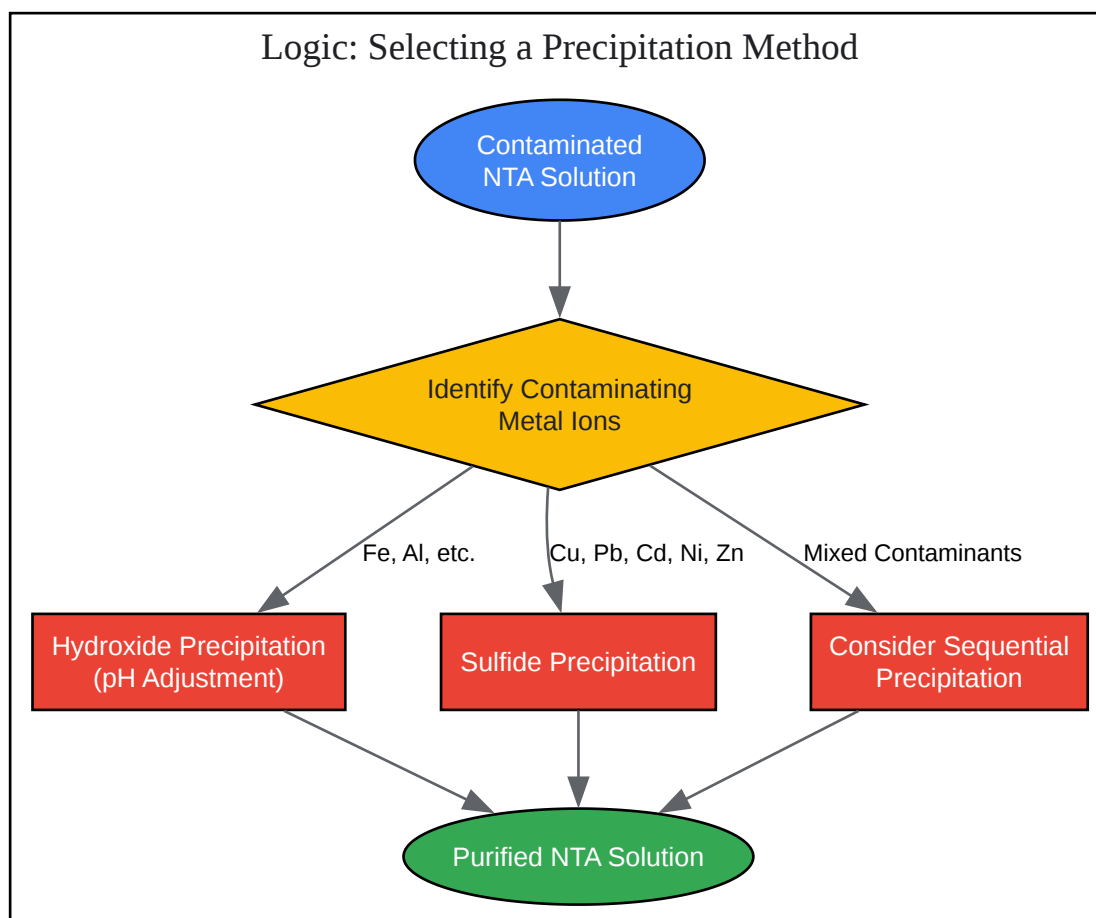 Logic: Selecting a Precipitation Method
Contaminated
NTA Solution
Identify Contaminating
Metal Ions
Fe, Al, etc.
Cu, Pb, Cd, Ni, Zn
Mixed Contaminants
Hydroxide Precipitation
(pH Adjustment)
Sulfide Precipitation
Consider Sequential
Precipitation
Purified NTA Solution